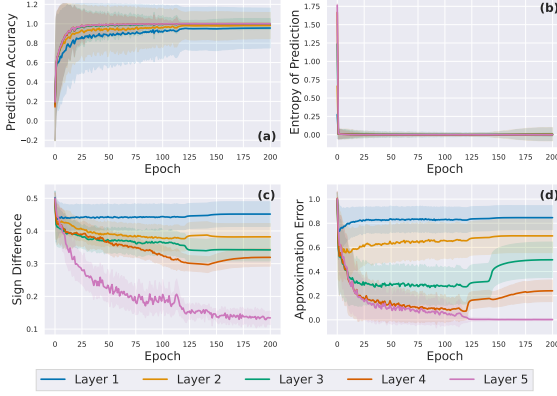 (a)
Prediction Accuracy
1.2
1.0
0.8
0.6
0.4
0.2
0.0
−0.2
0 25 50 75 100 125 150 175 200
Epoch
(b)
Entropy of Prediction
1.75
1.50
1.25
1.00
0.75
0.50
0.25
0.00
0 25 50 75 100 125 150 175 200
Epoch
(c)
Sign Difference
0.5
0.4
0.3
0.2
0.1
0 25 50 75 100 125 150 175 200
Epoch
(d)
Approximation Error
1.0
0.8
0.6
0.4
0.2
0.0
0 25 50 75 100 125 150 175 200
Epoch
Layer 1 Layer 2 Layer 3 Layer 4 Layer 5